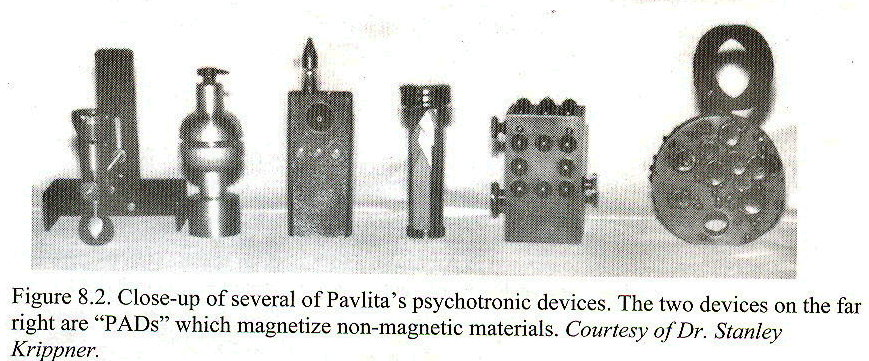 Figure 8.2. Close-up of several of Pavlita’s psychotronic devices. The two devices on the far
right are “PADs” which magnetize non-magnetic materials. Courtesy of Dr. Stanley
Krippner.